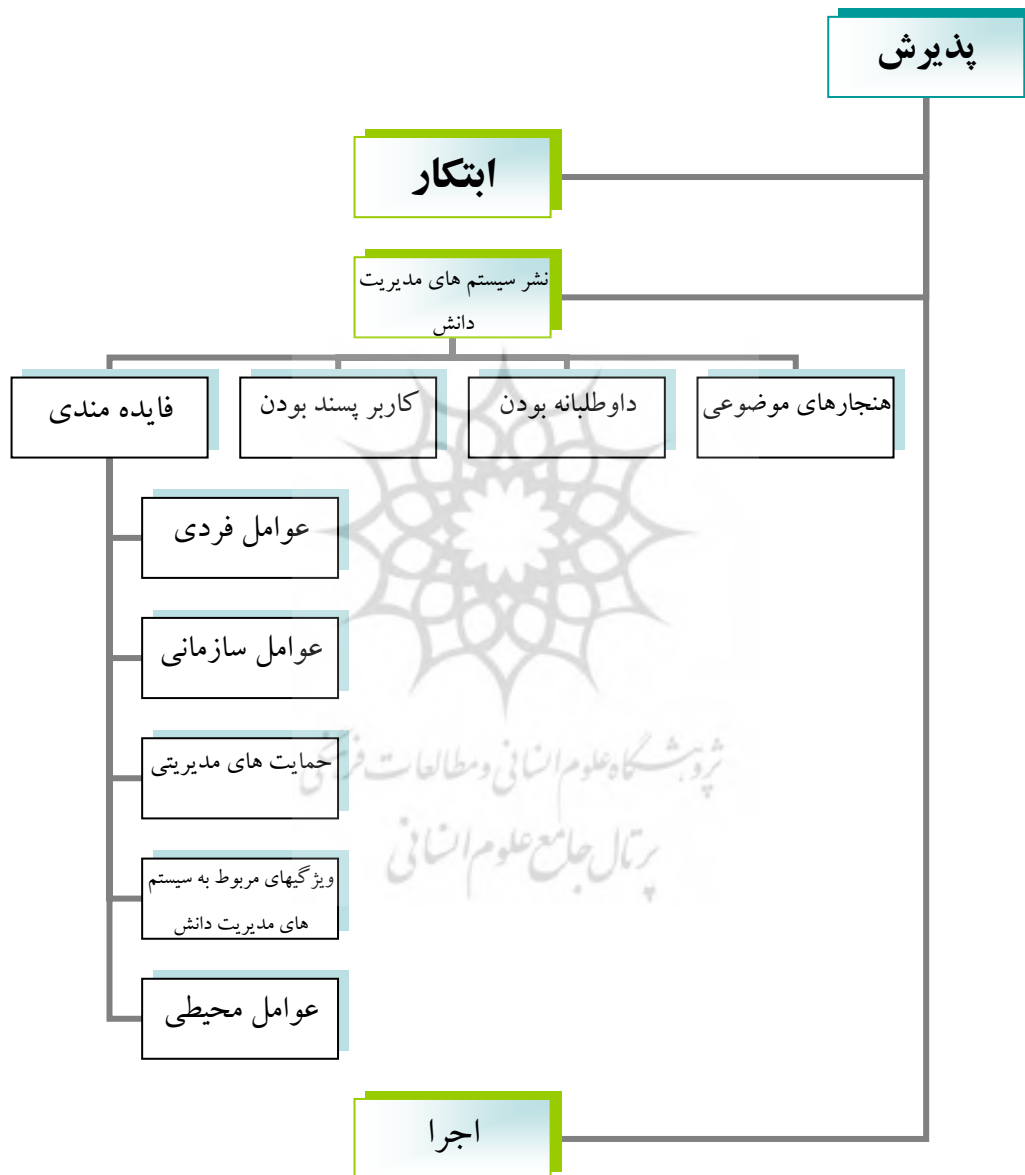 پذیرش
ابتکار
نشر سیستم های مدیریت
دانش
هنجارهای موضوعی
داوطلبانه بودن
کاربر پسند بودن
فایده مندی
عوامل فردی
عوامل سازمانی
حمایت های مدیریتی
ویژگیهای مربوط به سیستم
های مدیریت دانش
عوامل محیطی
پژوهشگاه علوم انسانی و مطالعات فرهنگی
پرتال جامع علوم انسانی
اجرا